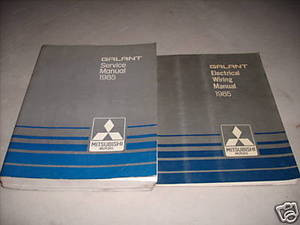 GALANT
Service
Manual
1985
MITSUBISHI
MOTORS
GALANT
Electrical
Wiring
Manual
1985
MITSUBISHI
MOTORS